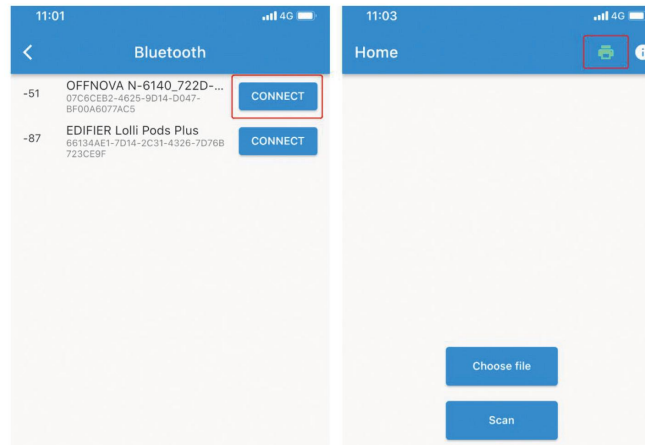 11:01
4G
Bluetooth
-51
OFFNOVA N-6140_722D-...
07C6CEB2-4625-9D14-D047-
BF00A6077AC5
CONNECT
-87
EDIFIER Lolli Pods Plus
66134AE1-7D14-2C31-4326-7D76B
723CE9F
CONNECT
11:03
4G
Home
Choose file
Scan